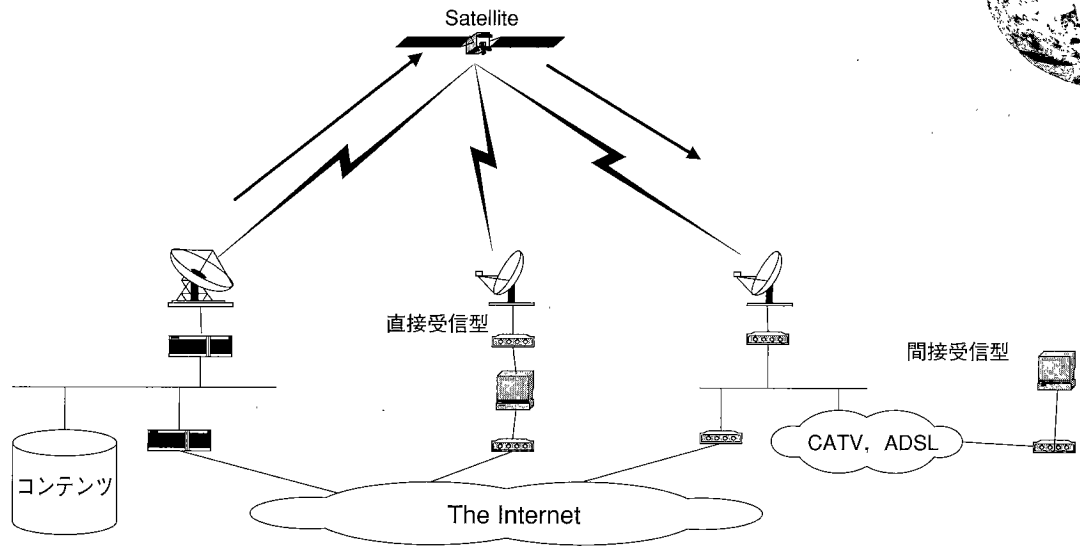 Satellite
直接受信型
間接受信型
コンテンツ
CATV，ADSL
The Internet